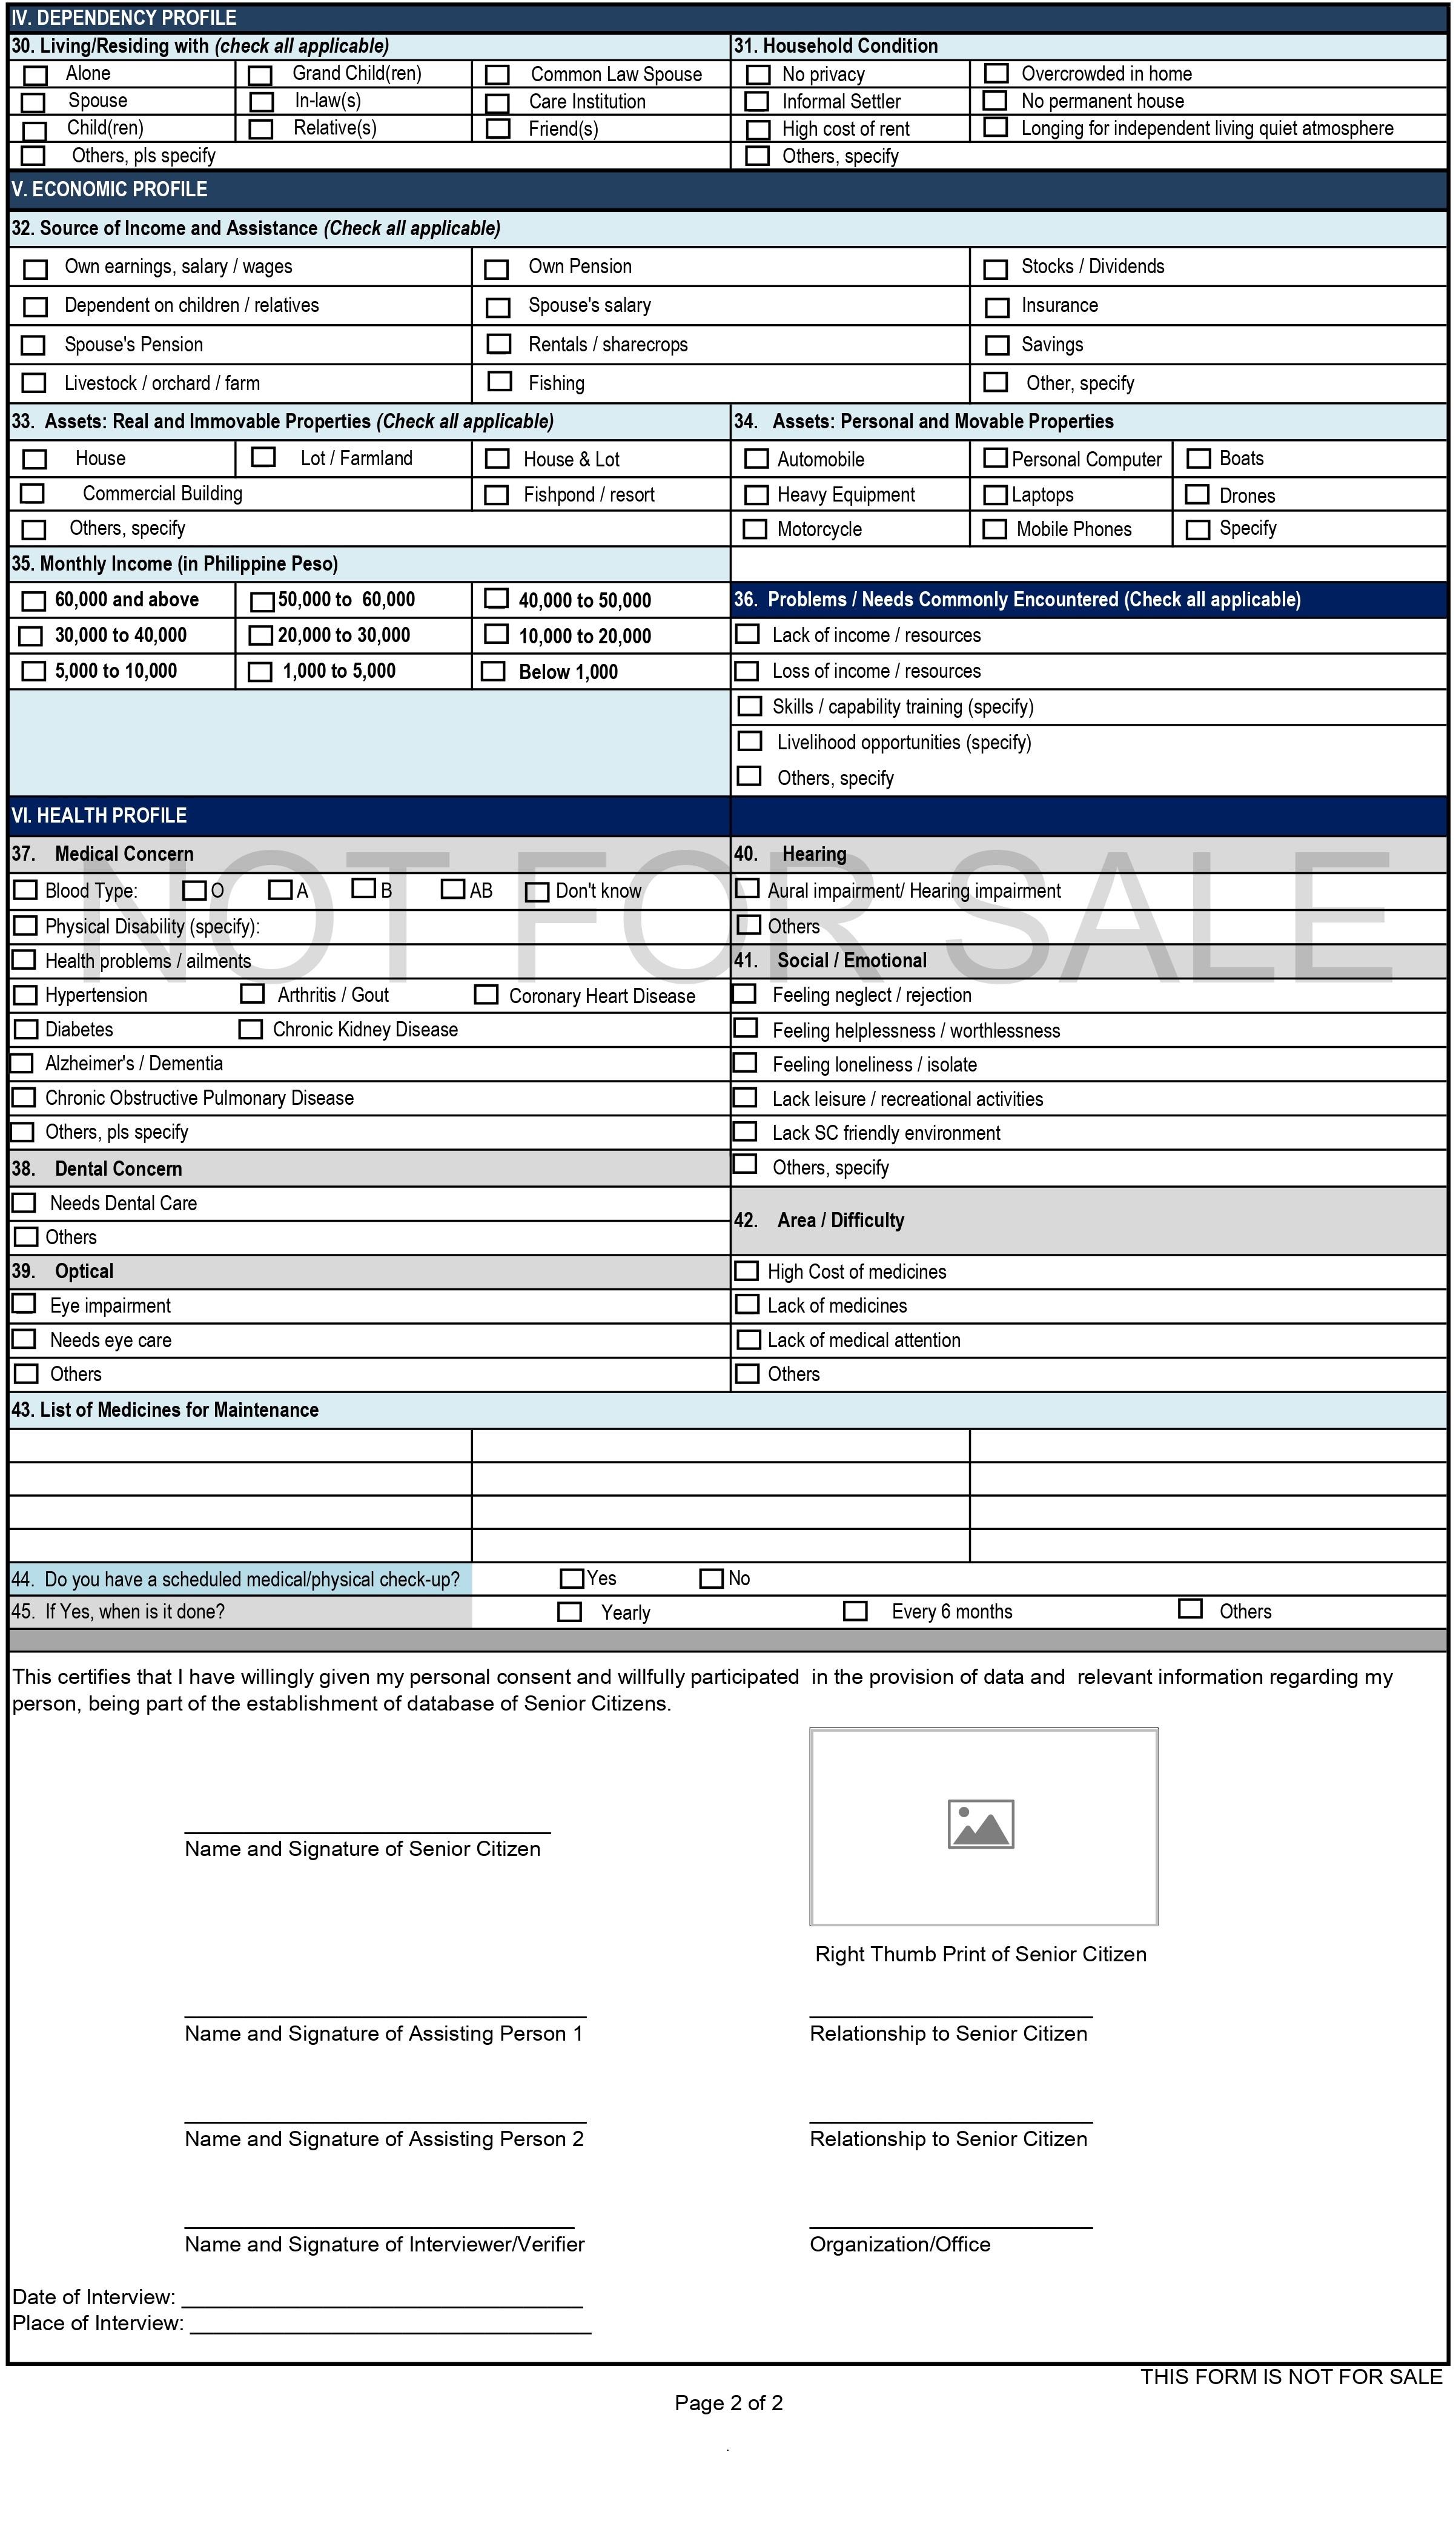 IV. DEPENDENCY PROFILE
30. Living/Residing with (check all applicable)
31. Household Condition
Alone Grand Child(ren) Common Law Spouse No privacy Overcrowded in home
Spouse In-law(s) Care Institution Informal Settler No permanent house
Child(ren) Relative(s) Friend(s) High cost of rent Longing for independent living quiet atmosphere
Others, pls specify Others, specify
V. ECONOMIC PROFILE
32. Source of Income and Assistance (Check all applicable)
Own earnings, salary / wages Own Pension Stocks / Dividends
Dependent on children / relatives Spouse's salary Insurance
Spouse's Pension Rentals / sharecrops Savings
Livestock / orchard / farm Fishing Other, specify
33. Assets: Real and Immovable Properties (Check all applicable)
34. Assets: Personal and Movable Properties
House Lot / Farmland House & Lot Automobile Personal Computer Boats
Commercial Building Fishpond / resort Heavy Equipment Laptops Drones
Others, specify Motorcycle Mobile Phones Specify
35. Monthly Income (in Philippine Peso)
60,000 and above 50,000 to 60,000 40,000 to 50,000
30,000 to 40,000 20,000 to 30,000 10,000 to 20,000
5,000 to 10,000 1,000 to 5,000 Below 1,000
36. Problems / Needs Commonly Encountered (Check all applicable)
Lack of income / resources
Loss of income / resources
Skills / capability training (specify)
Livelihood opportunities (specify)
Others, specify
VI. HEALTH PROFILE
NOT FOR SALE
37. Medical Concern
Blood Type: O A B AB Don't know
Physical Disability (specify):
Health problems / ailments
Hypertension Arthritis / Gout Coronary Heart Disease
Diabetes Chronic Kidney Disease
Alzheimer's / Dementia
Chronic Obstructive Pulmonary Disease
Others, pls specify
38. Dental Concern
Needs Dental Care
Others
39. Optical
Eye impairment
Needs eye care
Others
40. Hearing
Aural impairment/ Hearing impairment
Others
41. Social / Emotional
Feeling neglect / rejection
Feeling helplessness / worthlessness
Feeling loneliness / isolate
Lack leisure / recreational activities
Lack SC friendly environment
Others, specify
42. Area / Difficulty
High Cost of medicines
Lack of medicines
Lack of medical attention
Others
43. List of Medicines for Maintenance
44. Do you have a scheduled medical/physical check-up? Yes No
45. If Yes, when is it done? Yearly Every 6 months Others
This certifies that I have willingly given my personal consent and willfully participated in the provision of data and relevant information regarding my
person, being part of the establishment of database of Senior Citizens.
Name and Signature of Senior Citizen
Right Thumb Print of Senior Citizen
Name and Signature of Assisting Person 1 Relationship to Senior Citizen
Name and Signature of Assisting Person 2 Relationship to Senior Citizen
Name and Signature of Interviewer/Verifier Organization/Office
Date of Interview:
Place of Interview:
THIS FORM IS NOT FOR SALE
Page 2 of 2